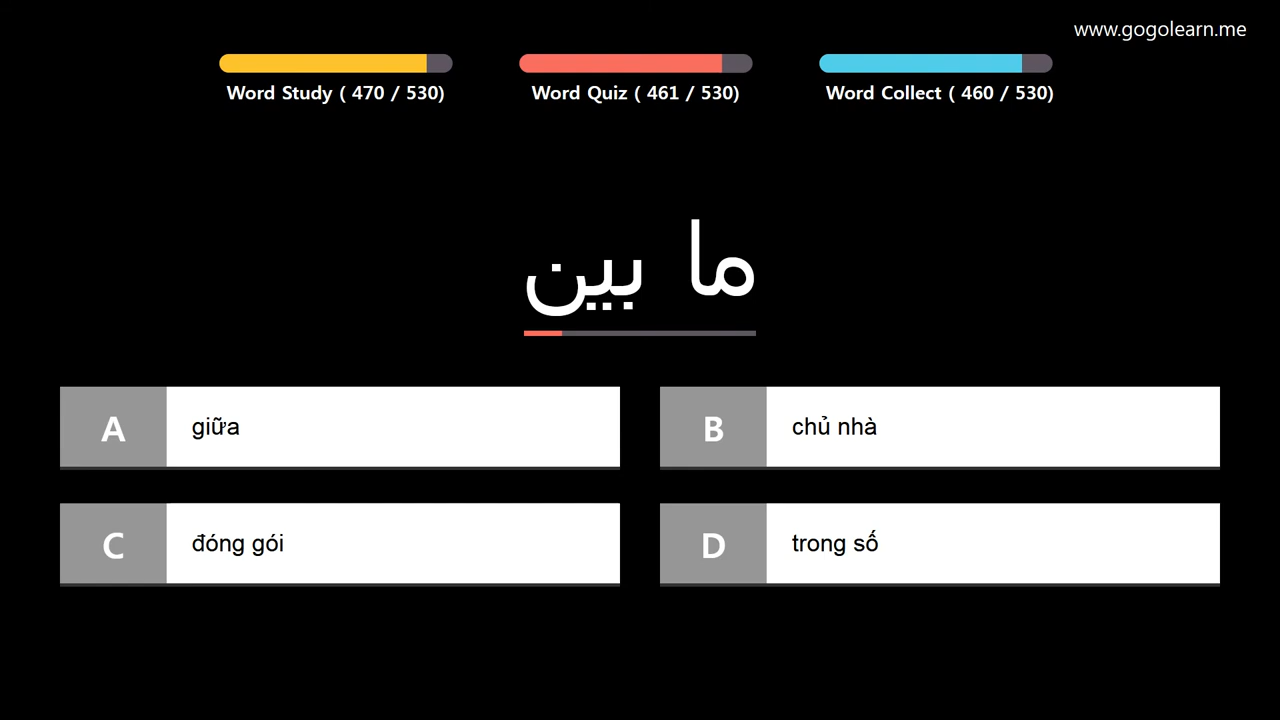 www.gogolearn.me
Word Study ( 470 / 530)
Word Quiz ( 461 / 530)
Word Collect ( 460 / 530)
ما بين
A giữa
B chủ nhà
C đóng gói
D trong số